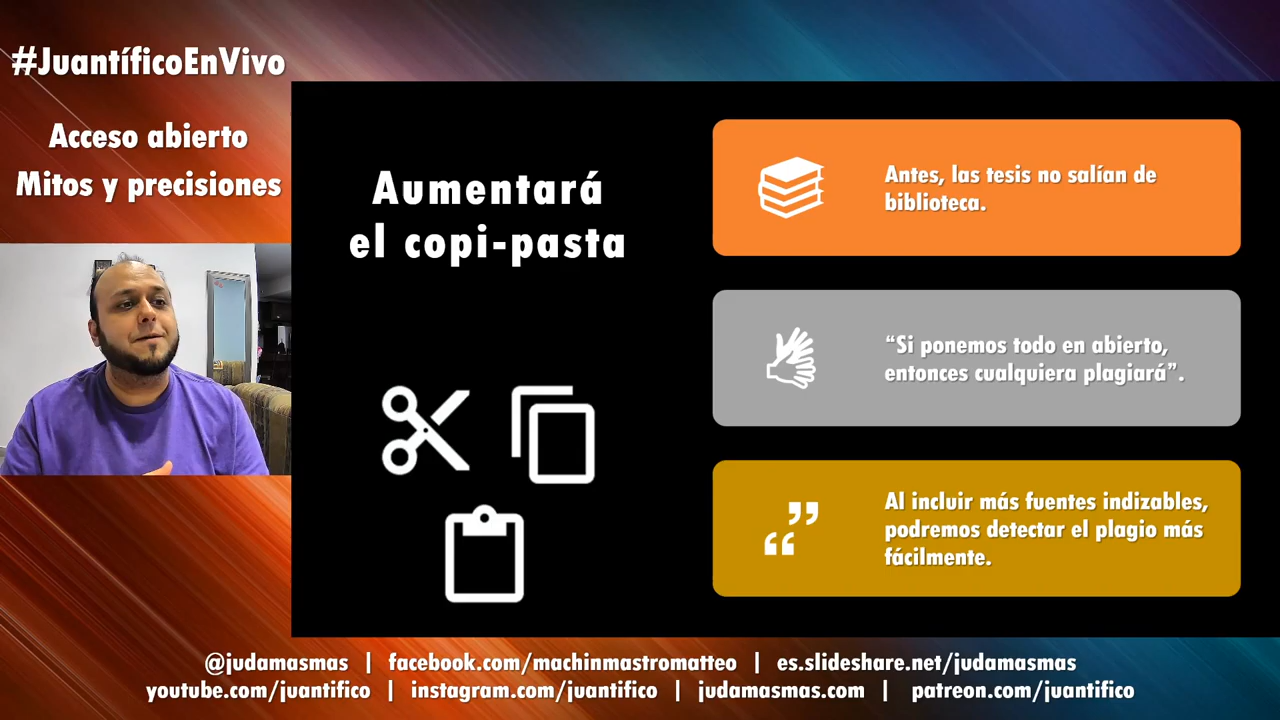 #JuantíficoEnVivo
Acceso abierto
Mitos y precisiones
Aumentará
el copi-pasta
Antes, las tesis no salían de
biblioteca.
“Si ponemos todo en abierto,
entonces cualquiera plagiará”.
Al incluir más fuentes indizables,
podremos detectar el plagio más
fácilmente.
@judamasmas | facebook.com/machinmastromatteo | es.slideshare.net/judamasmas
youtube.com/juantifico | instagram.com/juantifico | judamasmas.com | patreon.com/juantifico